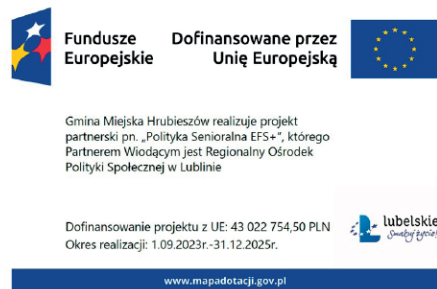 Fundusze Europejskie
Dofinansowane przez Unię Europejską
Gmina Miejska Hrubieszów realizuje projekt
partnerski pn. „Polityka Senioralna EFS+”, którego
Partnerem Wiodącym jest Regionalny Ośrodek
Polityki Społecznej w Lublinie
Dofinansowanie projektu z UE: 43 022 754,50 PLN
Okres realizacji: 1.09.2023r.-31.12.2025r.
lubelskie
Smakuj życie!
www.mapadotacji.gov.pl